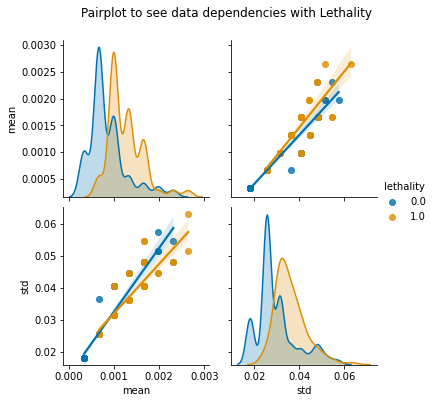 Pairplot to see data dependencies with Lethality
0.0030
0.0025
0.0020
0.0015
0.0010
0.0005
mean
lethality
0.0
1.0
0.06
0.05
0.04
0.03
0.02
std
0.000 0.001 0.002 0.003
mean
0.02 0.04 0.06
std